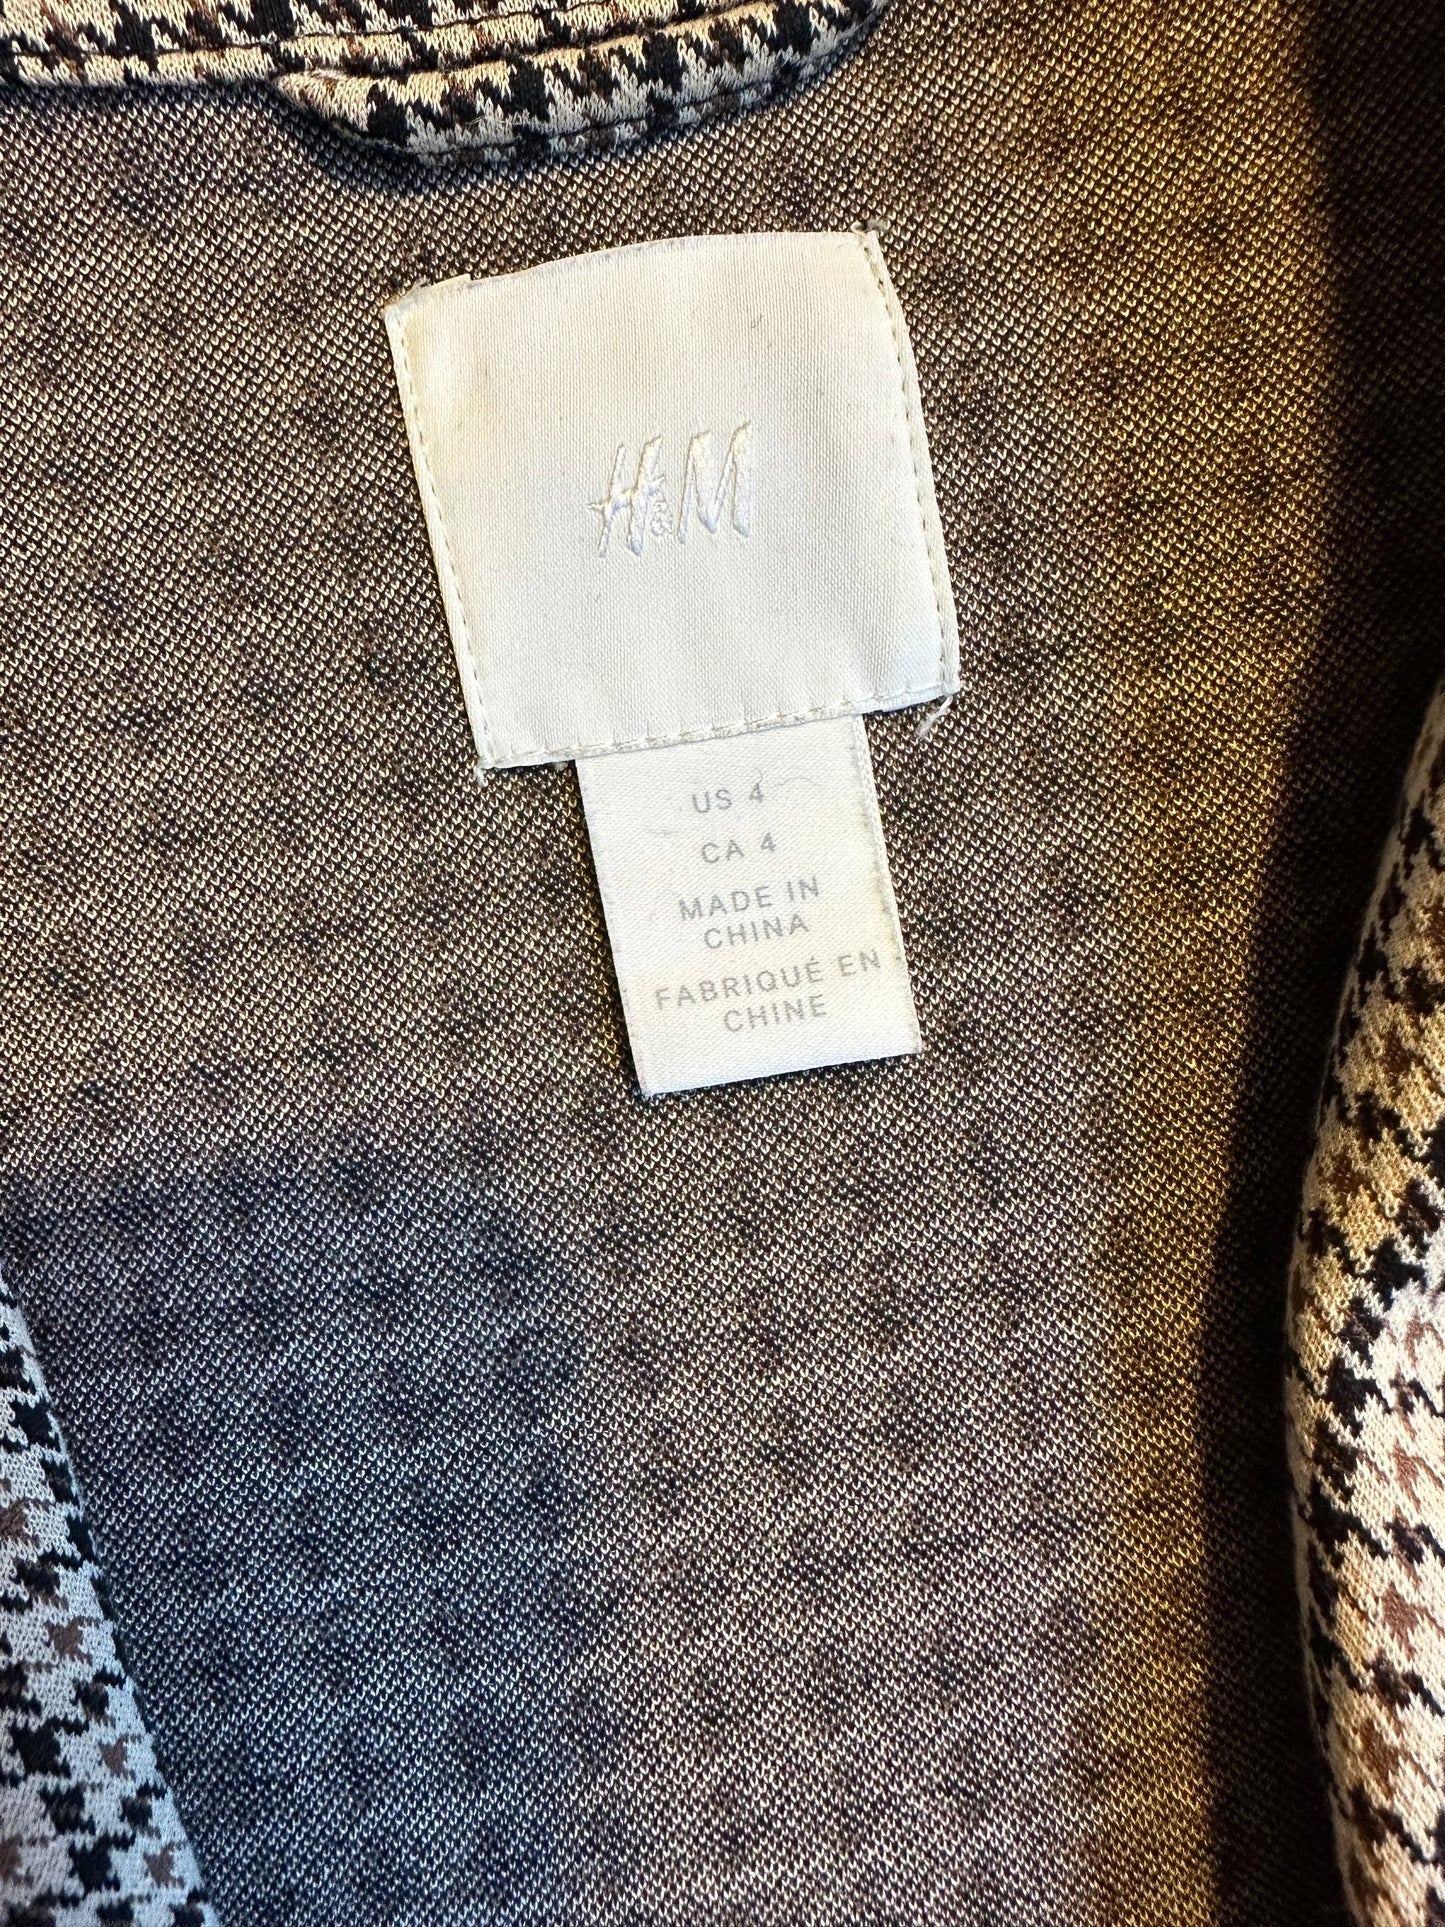 H&M
US 4
CA 4
MADE IN
CHINA
FABRIQUÉ EN
CHINE